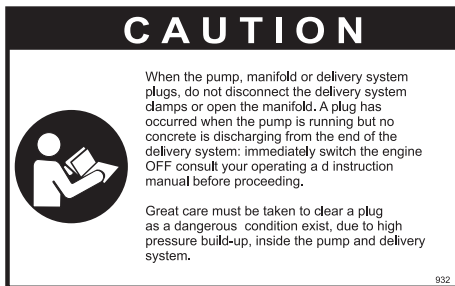 CAUTION
When the pump, manifold or delivery system
plugs, do not disconnect the delivery system
clamps or open the manifold. A plug has
occurred when the pump is running but no
concrete is discharging from the end of the
delivery system: immediately switch the engine
OFF consult your operating a d instruction
manual before proceeding.
Great care must be taken to clear a plug
as a dangerous condition exist, due to high
pressure build-up, inside the pump and delivery
system.
932